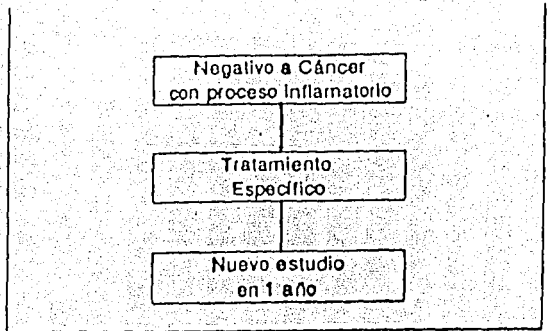 Negativo a Cáncer
con proceso Inflamatorio
Tratamiento
Específico
Nuevo estudio
en 1 año